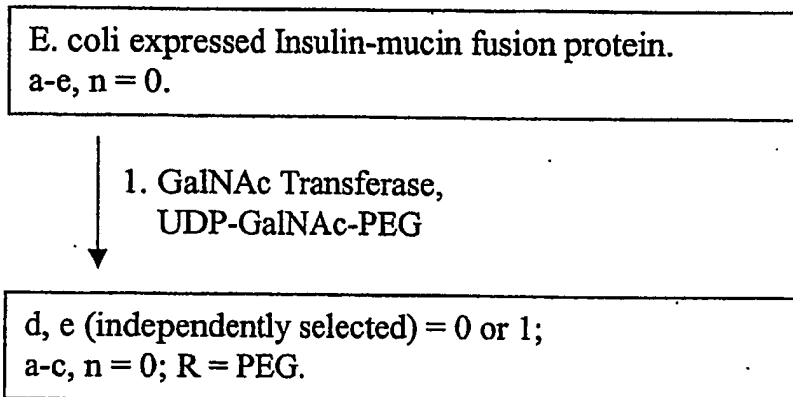 E. coli expressed Insulin-mucin fusion protein.
a-e, n = 0.
1. GalNAc Transferase,
UDP-GalNAc-PEG
d, e (independently selected) = 0 or 1;
a-c, n = 0; R = PEG.